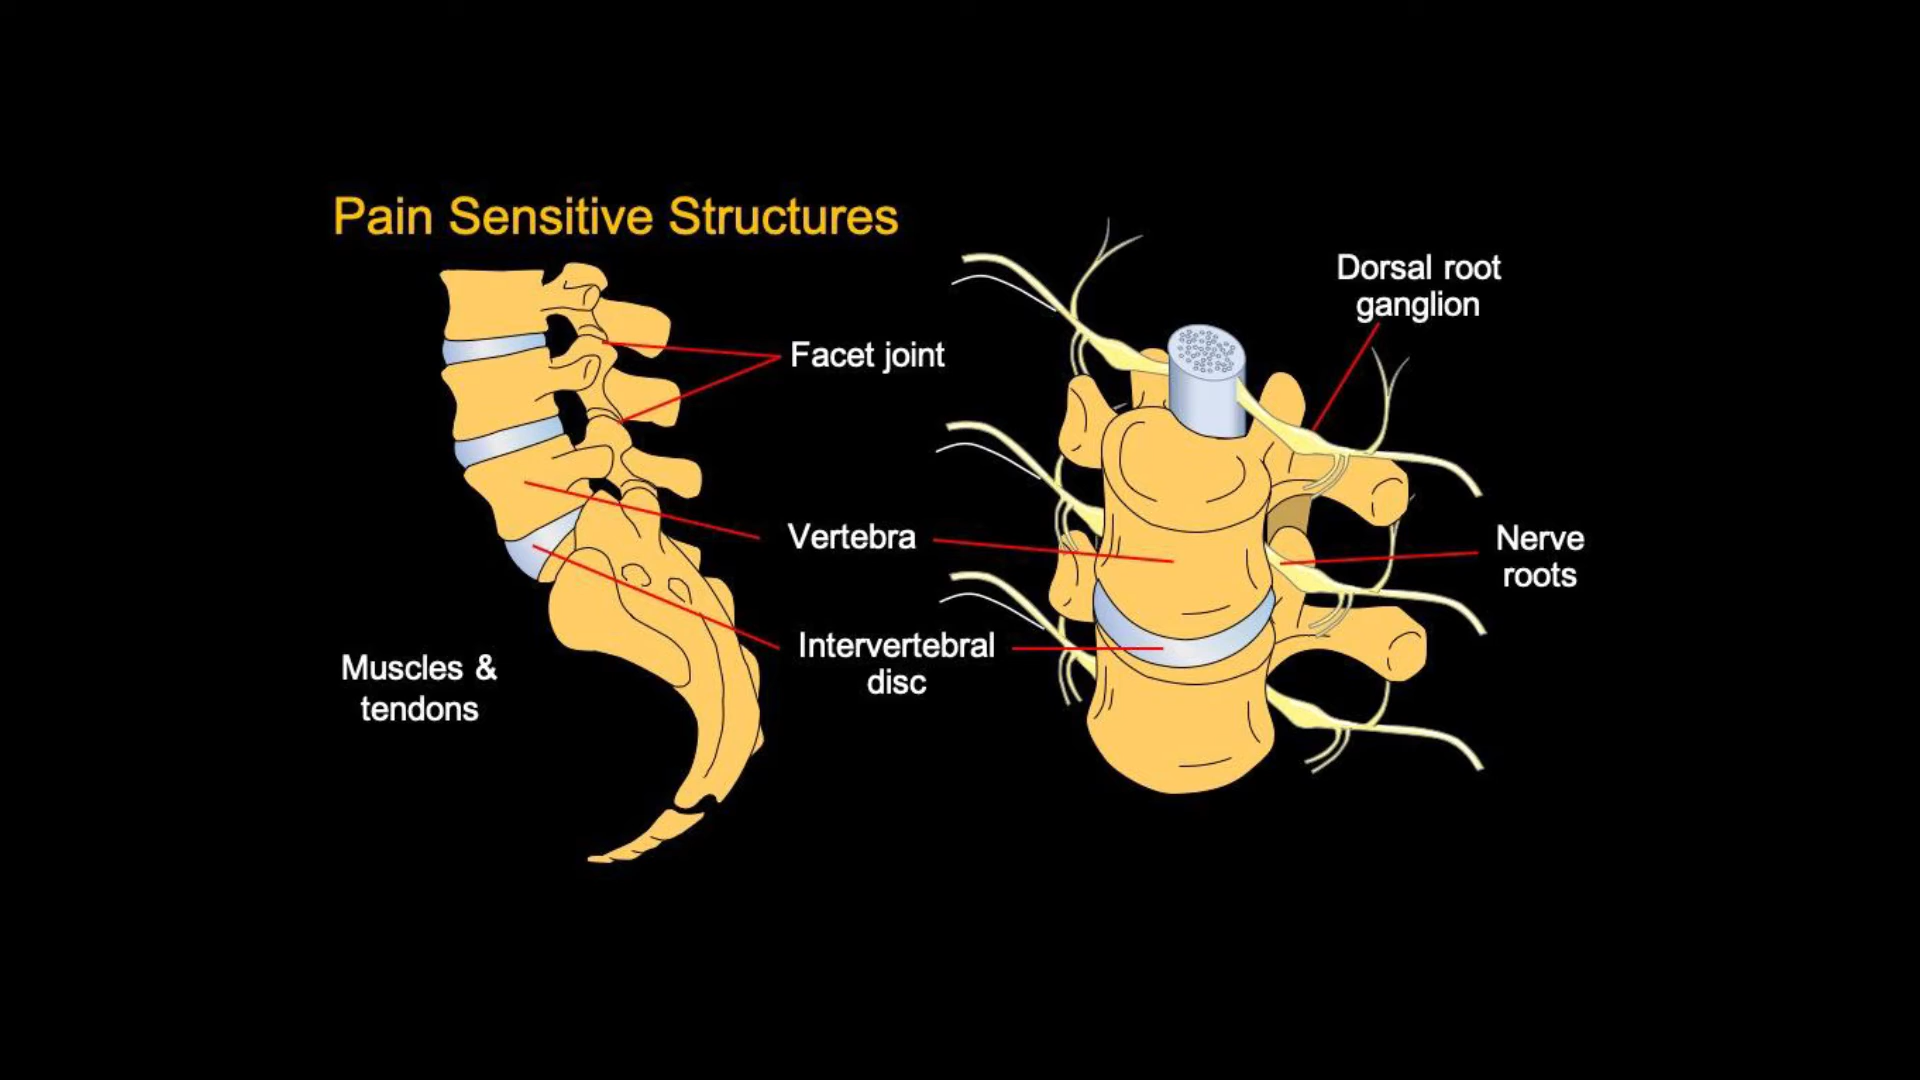 Pain Sensitive Structures
Facet joint
Vertebra
Intervertebral
disc
Muscles &
tendons
Dorsal root
ganglion
Nerve
roots